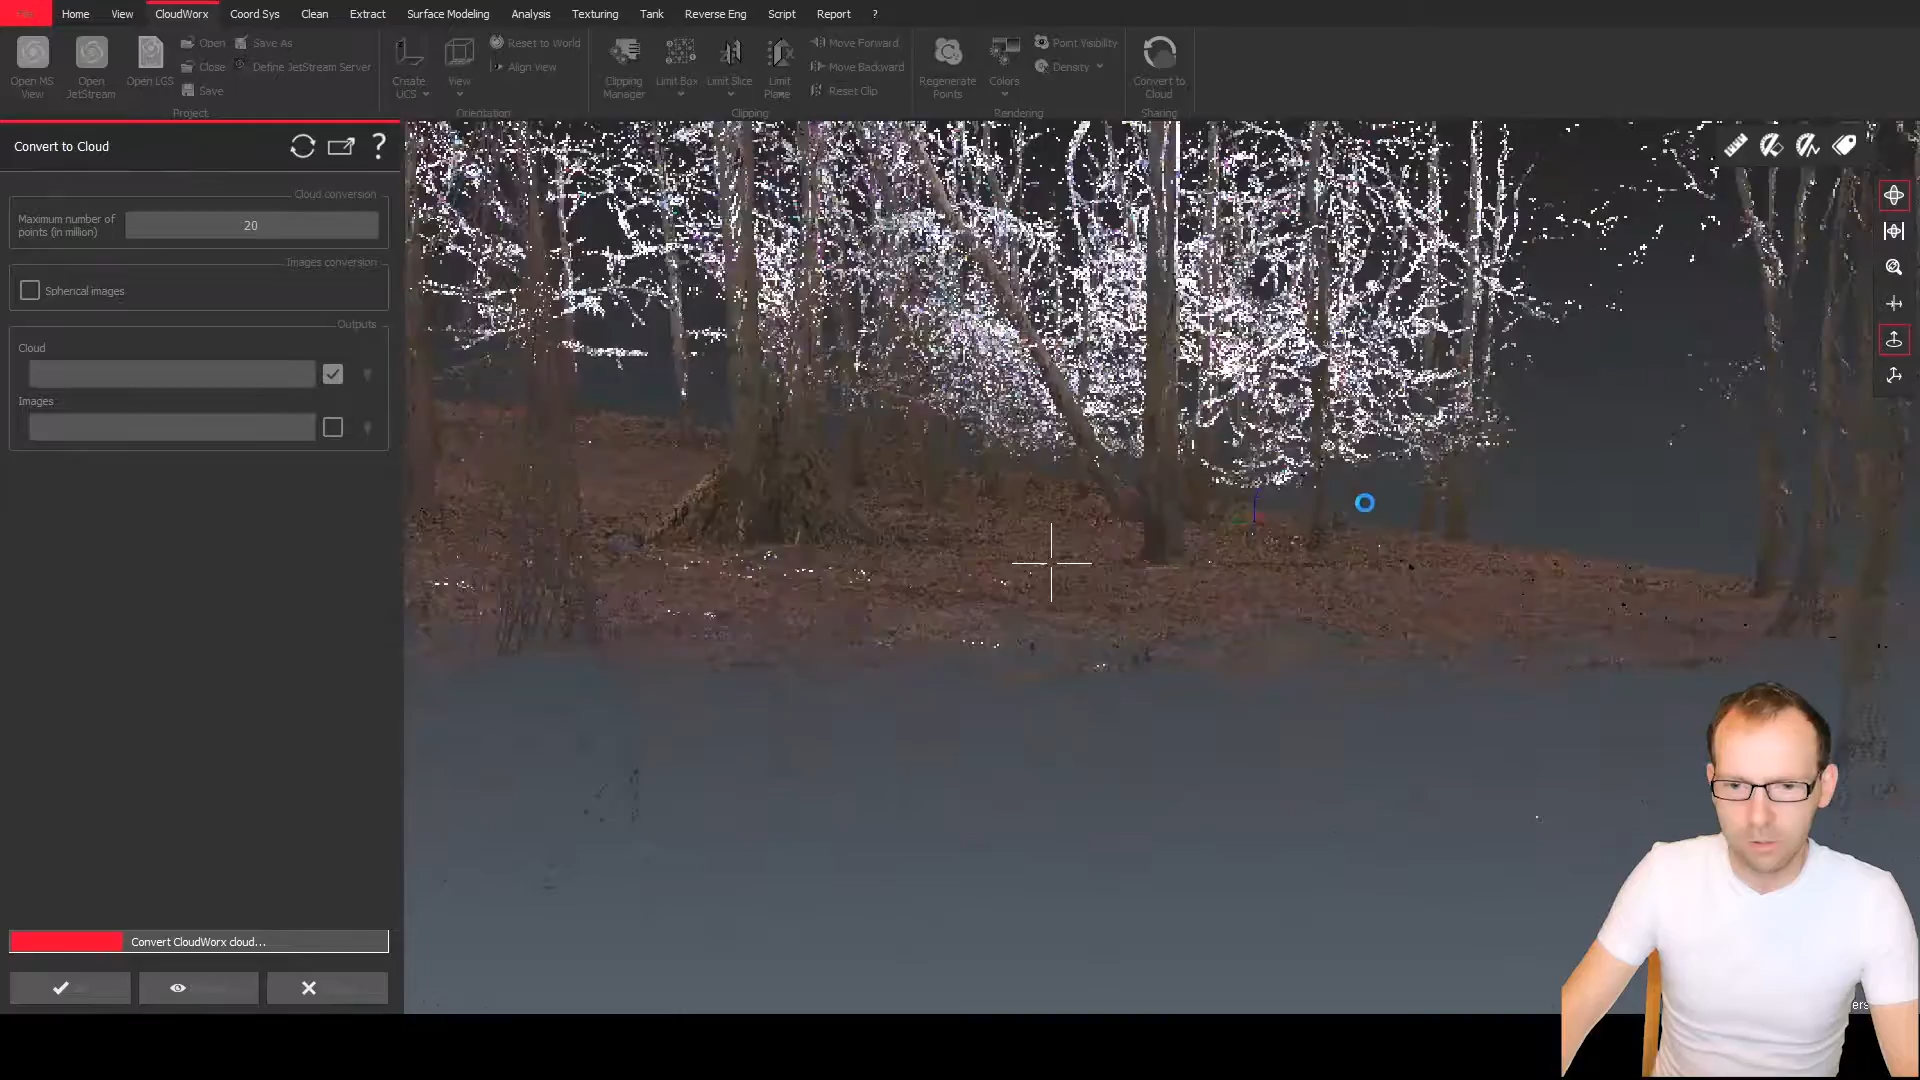 Home View CloudWorx Coord Sys Clean Extract Surface Modeling Analysis Texturing Tank Reverse Eng Script Report ?
Open MS View
Open JetStream
Open LGS
Open
Save As
Close
Define JetStream Server
Save
Project
Create UCS
View
Reset to World
Align view
Orientation
Clipping Manager
Limit Box
Limit Slice
Limit Plane
Move Forward
Move Backward
Reset Clip
Clipping
Regenerate Points
Colors
Point Visibility
Density
Rendering
Convert to Cloud
Sharing
Convert to Cloud
?
Cloud conversion
Maximum number of
points (in million)
20
Images conversion
Spherical images
Outputs
Cloud
Images
Convert CloudWorx cloud...